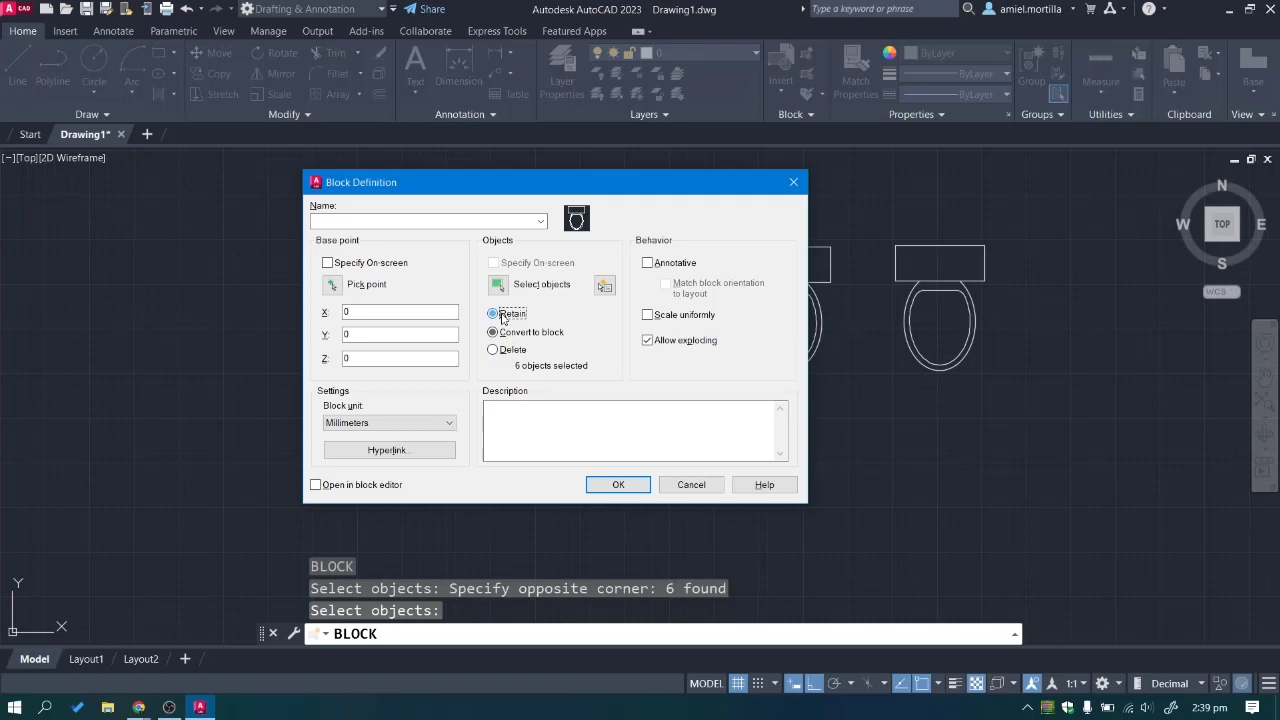 A CAD Drafting & Annotation Share Autodesk AutoCAD 2023 Drawing1.dwg Type a keyword or phrase amiel.mortilla
Home Insert Annotate Parametric View Manage Output Add-ins Collaborate Express Tools Featured Apps
Line Polyline Circle Arc
Move Rotate Trim
Copy Mirror Fillet
Stretch Scale Array
Text Dimension Table
Layer Properties
0
Insert
Match Properties
ByLayer
ByLayer
ByLayer
Group Measure Paste Base
Draw Modify Annotation Layers Block Properties Groups Utilities Clipboard View
Start Drawing1*
[−][Top][2D Wireframe]
N
W TOP E
S
WCS
Block Definition
Name:
Base point
Specify On-screen
Pick point
X: 0
Y: 0
Z: 0
Objects
Specify On-screen
Select objects
Retain
Convert to block
Delete
6 objects selected
Behavior
Annotative
Match block orientation
to layout
Scale uniformly
Allow exploding
Settings
Block unit:
Millimeters
Hyperlink...
Description
Open in block editor
OK Cancel Help
BLOCK
Select objects: Specify opposite corner: 6 found
Select objects:
BLOCK
Y
X
Model Layout1 Layout2
MODEL 1:1 Decimal
2:39 pm